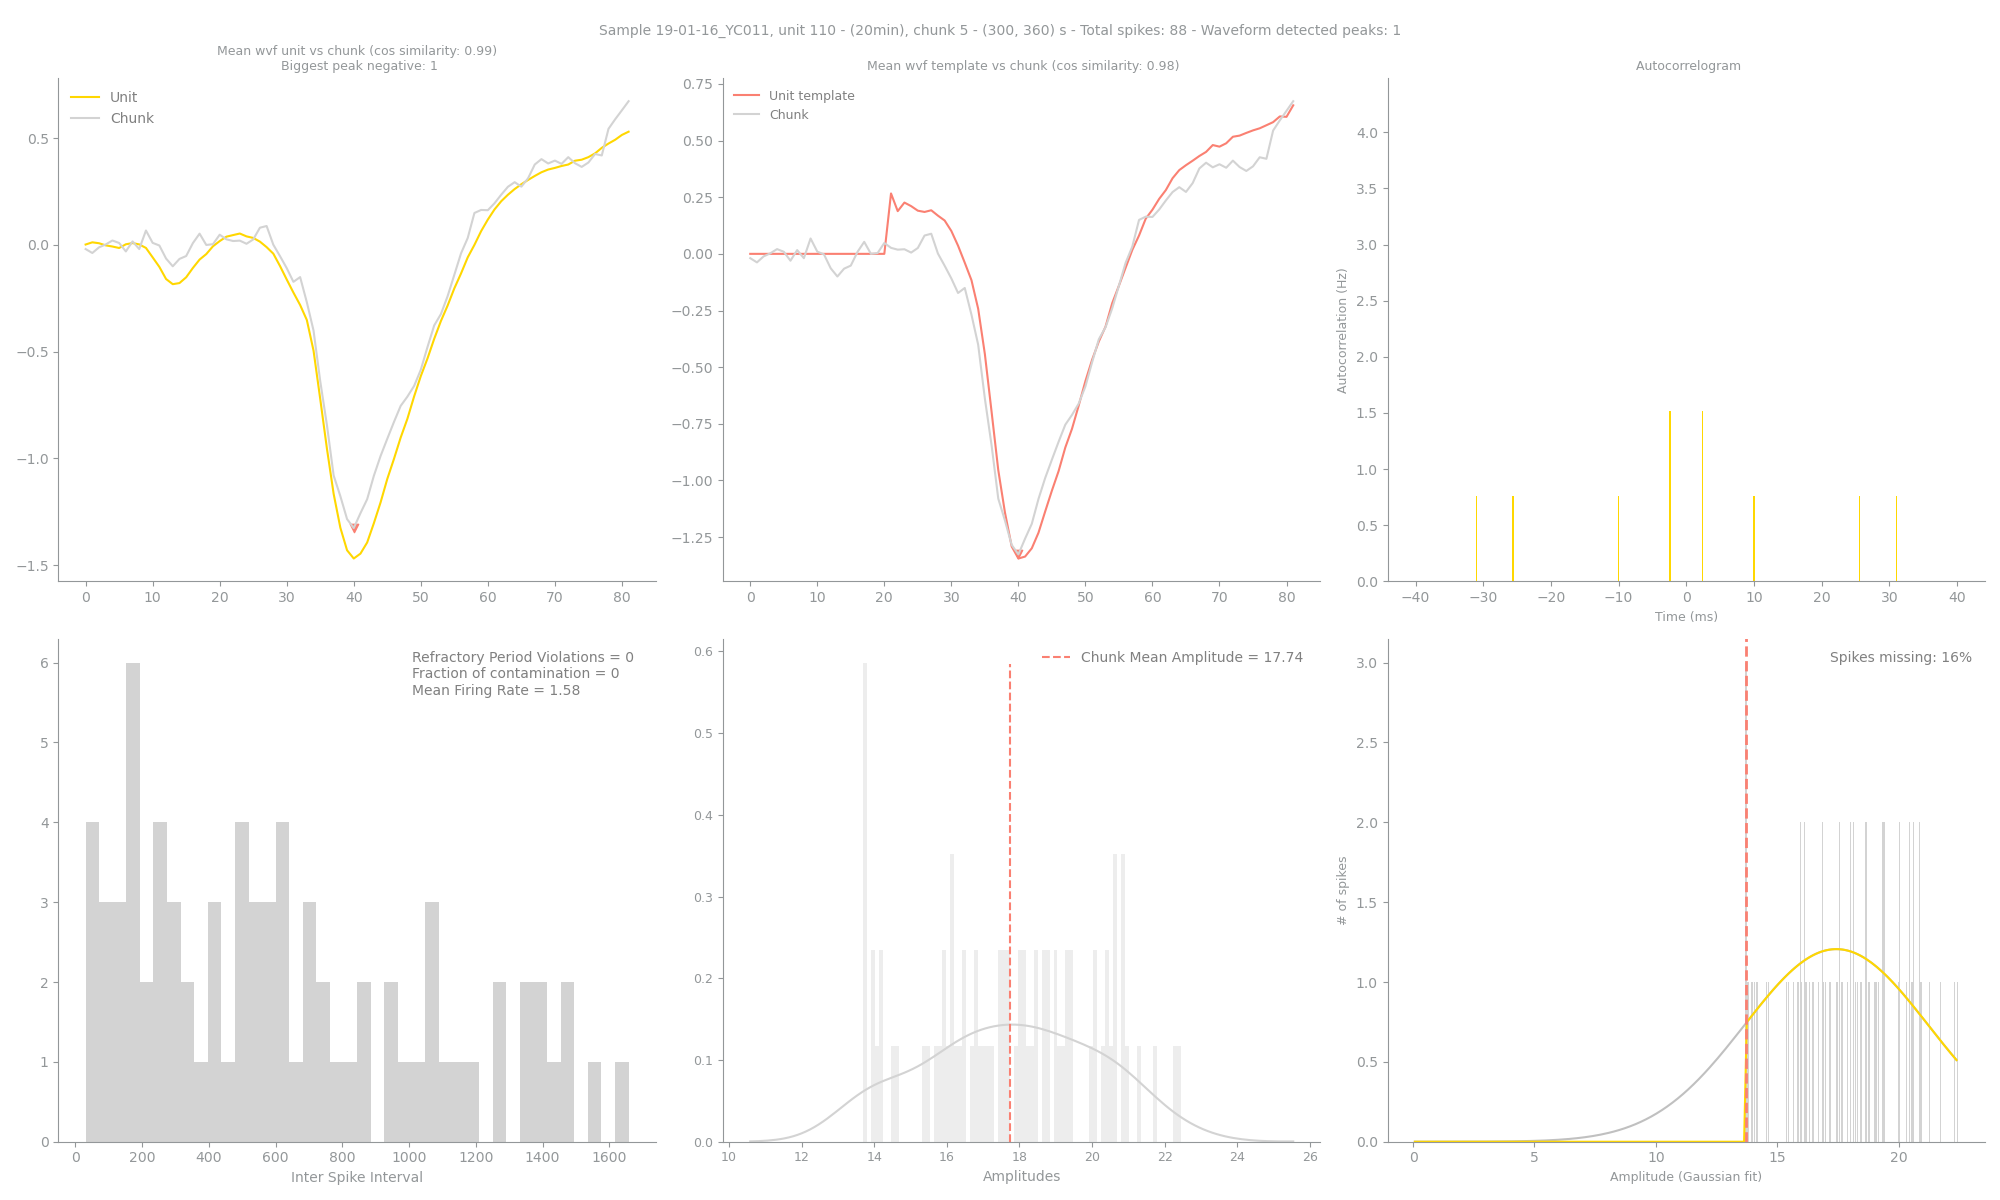 Sample 19-01-16_YC011, unit 110 - (20min), chunk 5 - (300, 360) s - Total spikes: 88 - Waveform detected peaks: 1
Mean wvf unit vs chunk (cos similarity: 0.99)
Biggest peak negative: 1
Unit
Chunk
0.5
0.0
−0.5
−1.0
−1.5
0 10 20 30 40 50 60 70 80
Mean wvf template vs chunk (cos similarity: 0.98)
Unit template
Chunk
0.75
0.50
0.25
0.00
−0.25
−0.50
−0.75
−1.00
−1.25
0 10 20 30 40 50 60 70 80
Autocorrelogram
Autocorrelation (Hz)
4.0
3.5
3.0
2.5
2.0
1.5
1.0
0.5
0.0
−40 −30 −20 −10 0 10 20 30 40
Time (ms)
Refractory Period Violations = 0
Fraction of contamination = 0
Mean Firing Rate = 1.58
6
5
4
3
2
1
0
0 200 400 600 800 1000 1200 1400 1600
Inter Spike Interval
Chunk Mean Amplitude = 17.74
0.6
0.5
0.4
0.3
0.2
0.1
0.0
10 12 14 16 18 20 22 24 26
Amplitudes
Spikes missing: 16%
# of spikes
3.0
2.5
2.0
1.5
1.0
0.5
0.0
0 5 10 15 20
Amplitude (Gaussian fit)